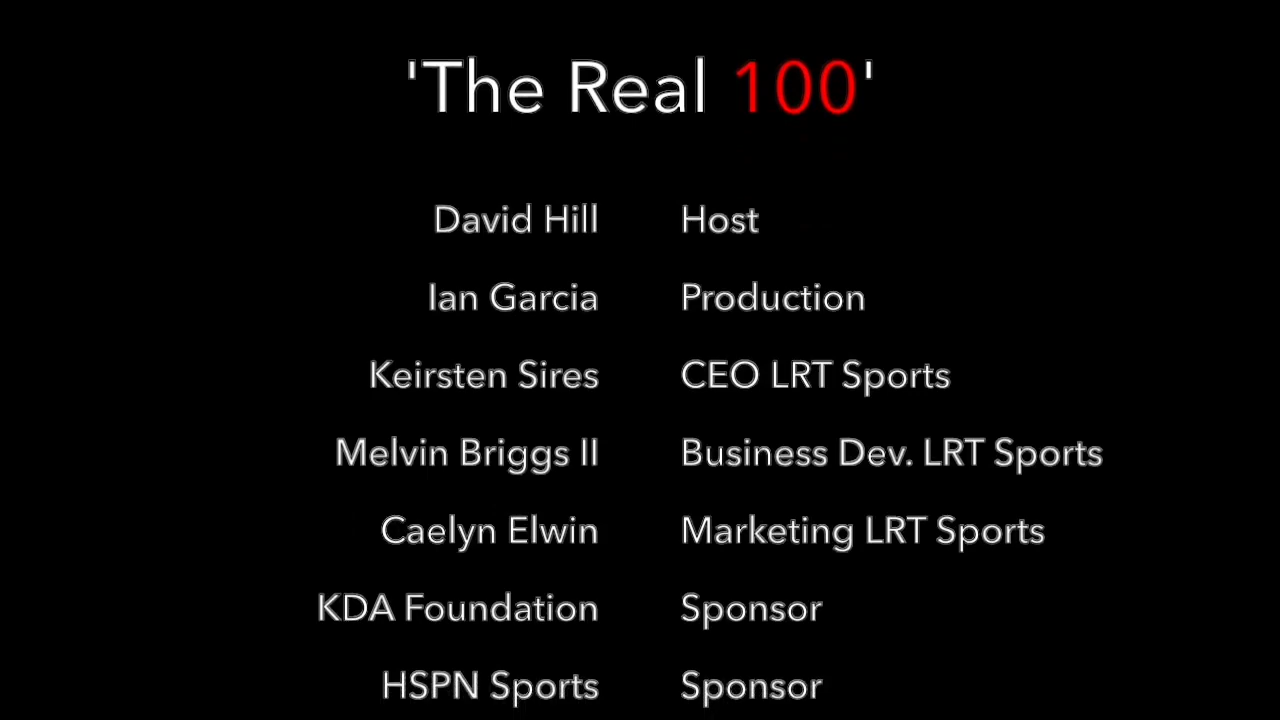 'The Real 100'
David Hill Host
Ian Garcia Production
Keirsten Sires CEO LRT Sports
Melvin Briggs II Business Dev. LRT Sports
Caelyn Elwin Marketing LRT Sports
KDA Foundation Sponsor
HSPN Sports Sponsor